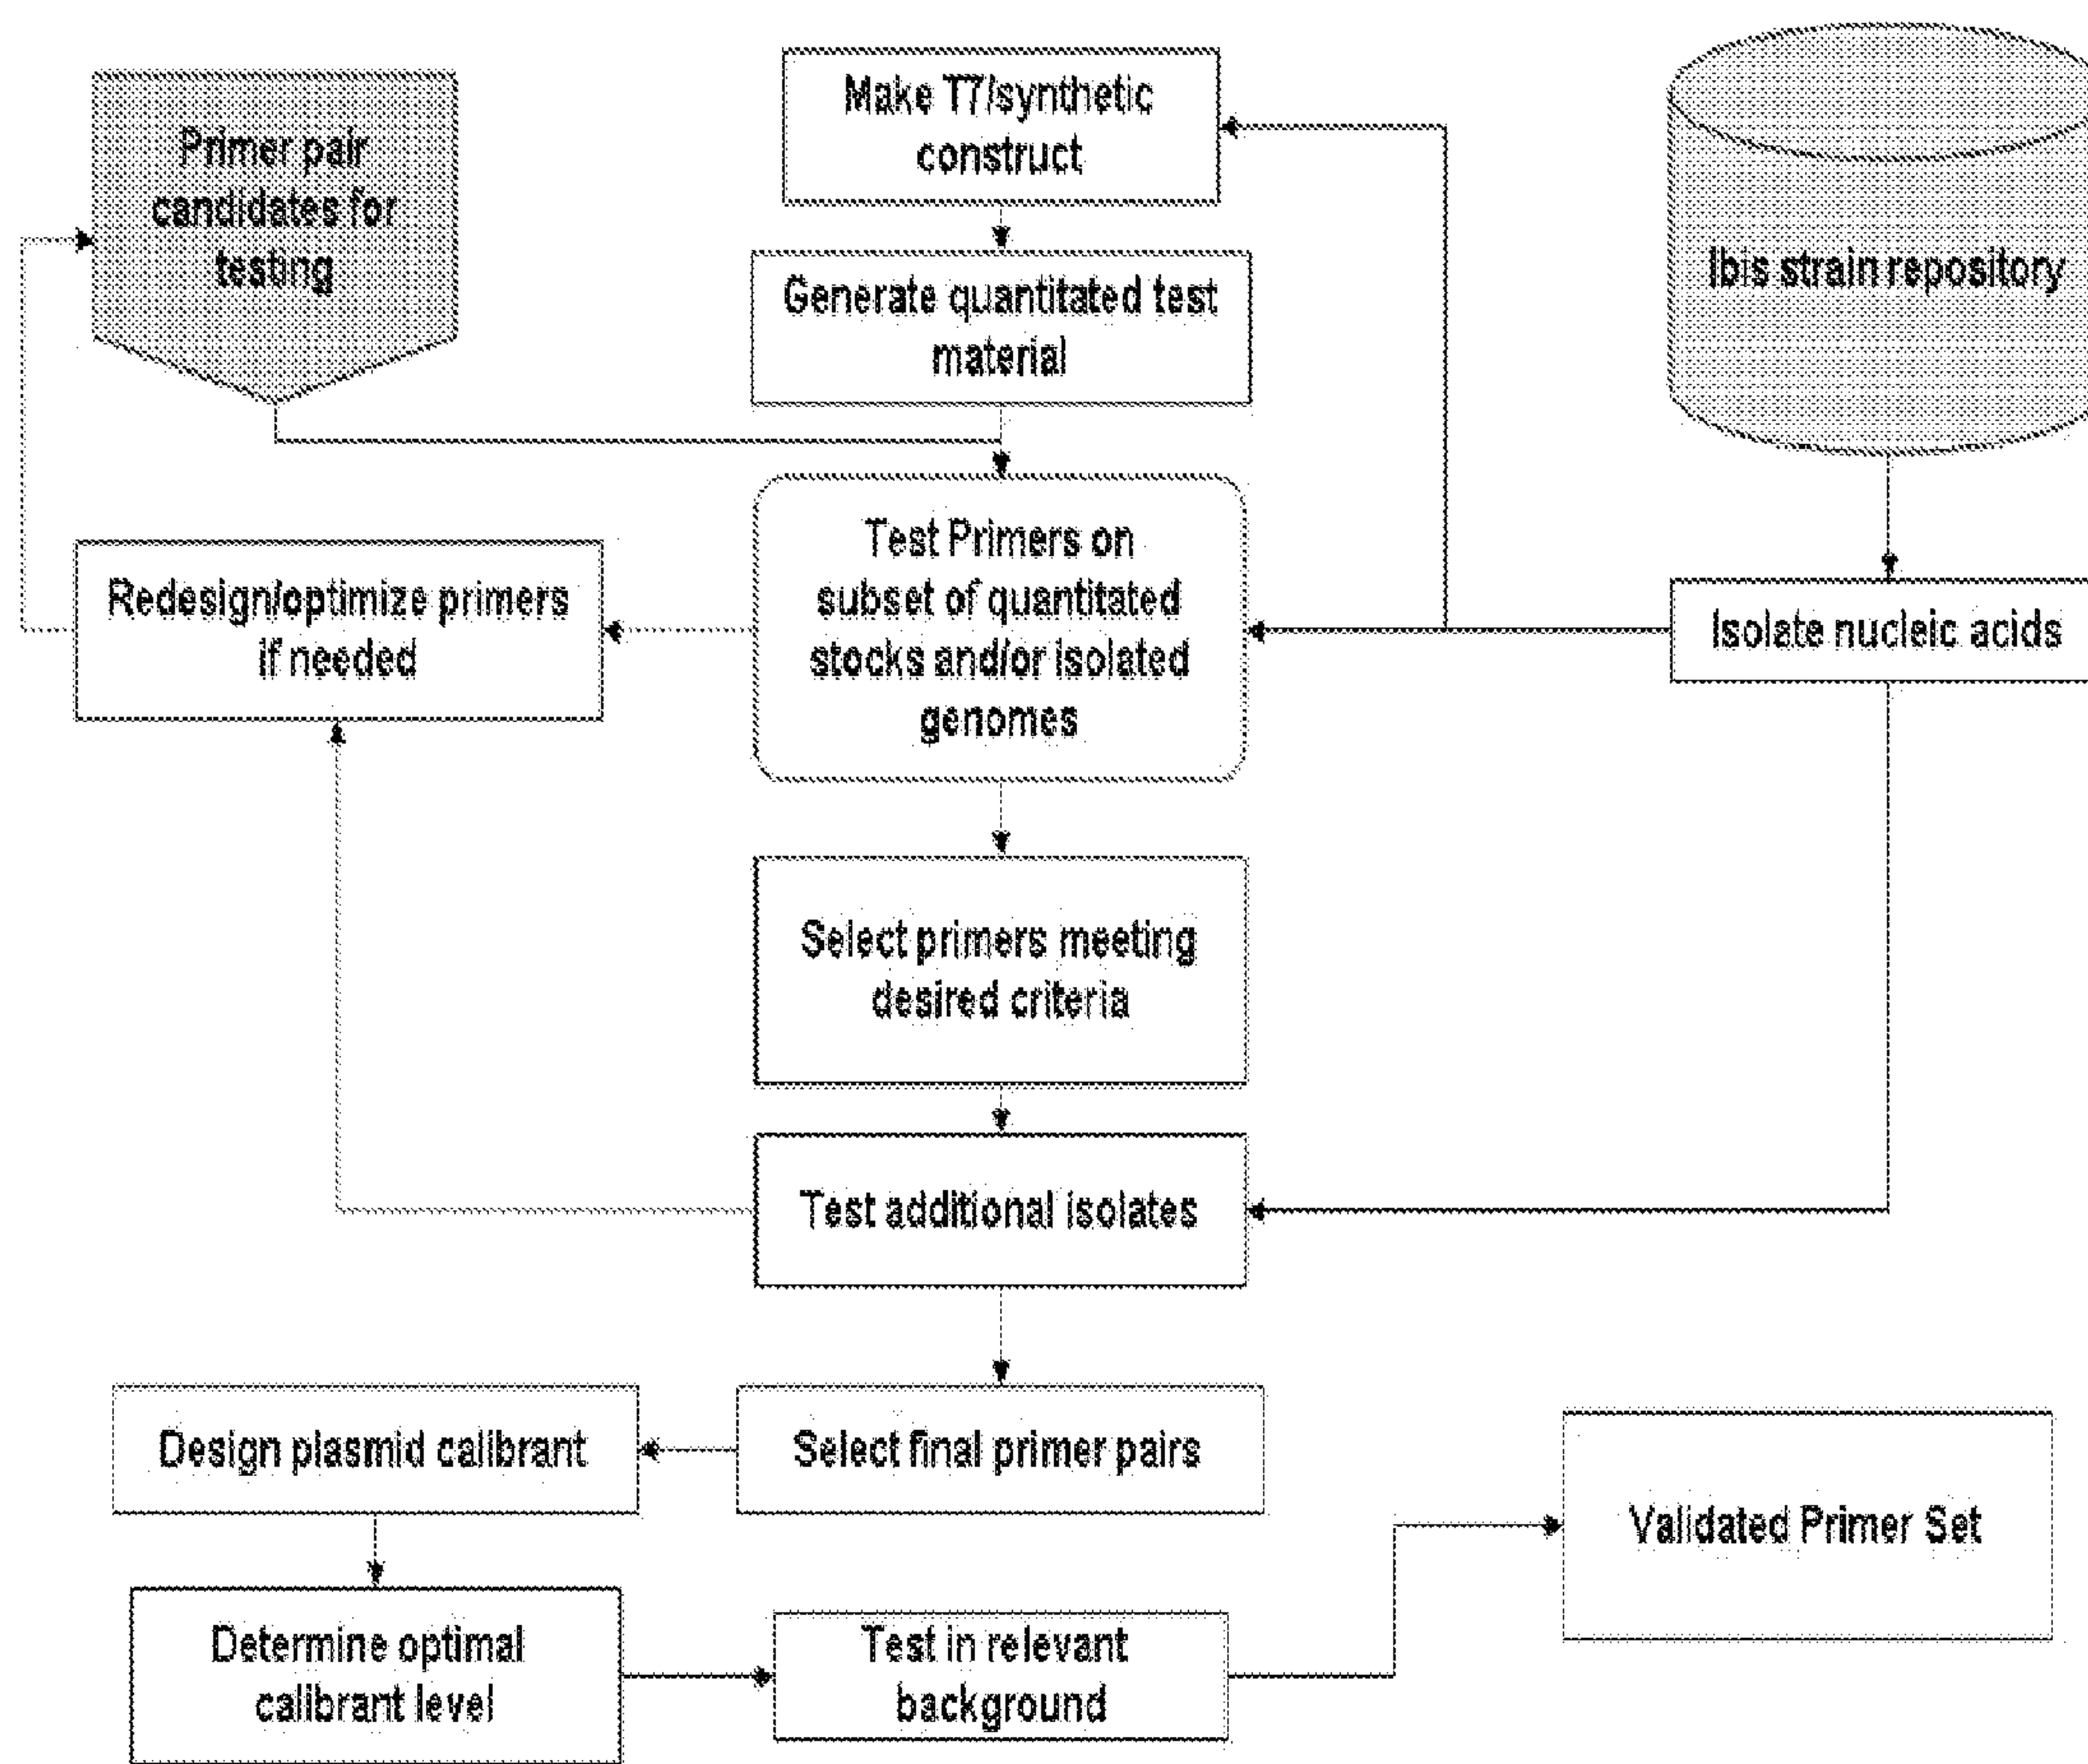 Primer pair
candidates for
testing
Make T7/synthetic
construct
Generate quantitated test
material
Ibis strain repository
Redesign/optimize primers
if needed
Test Primers on
subset of quantitated
stocks and/or isolated
genomes
Isolate nucleic acids
Select primers meeting
desired criteria
Test additional isolates
Design plasmid calibrant
Select final primer pairs
Validated Primer Set
Determine optimal
calibrant level
Test in relevant
background